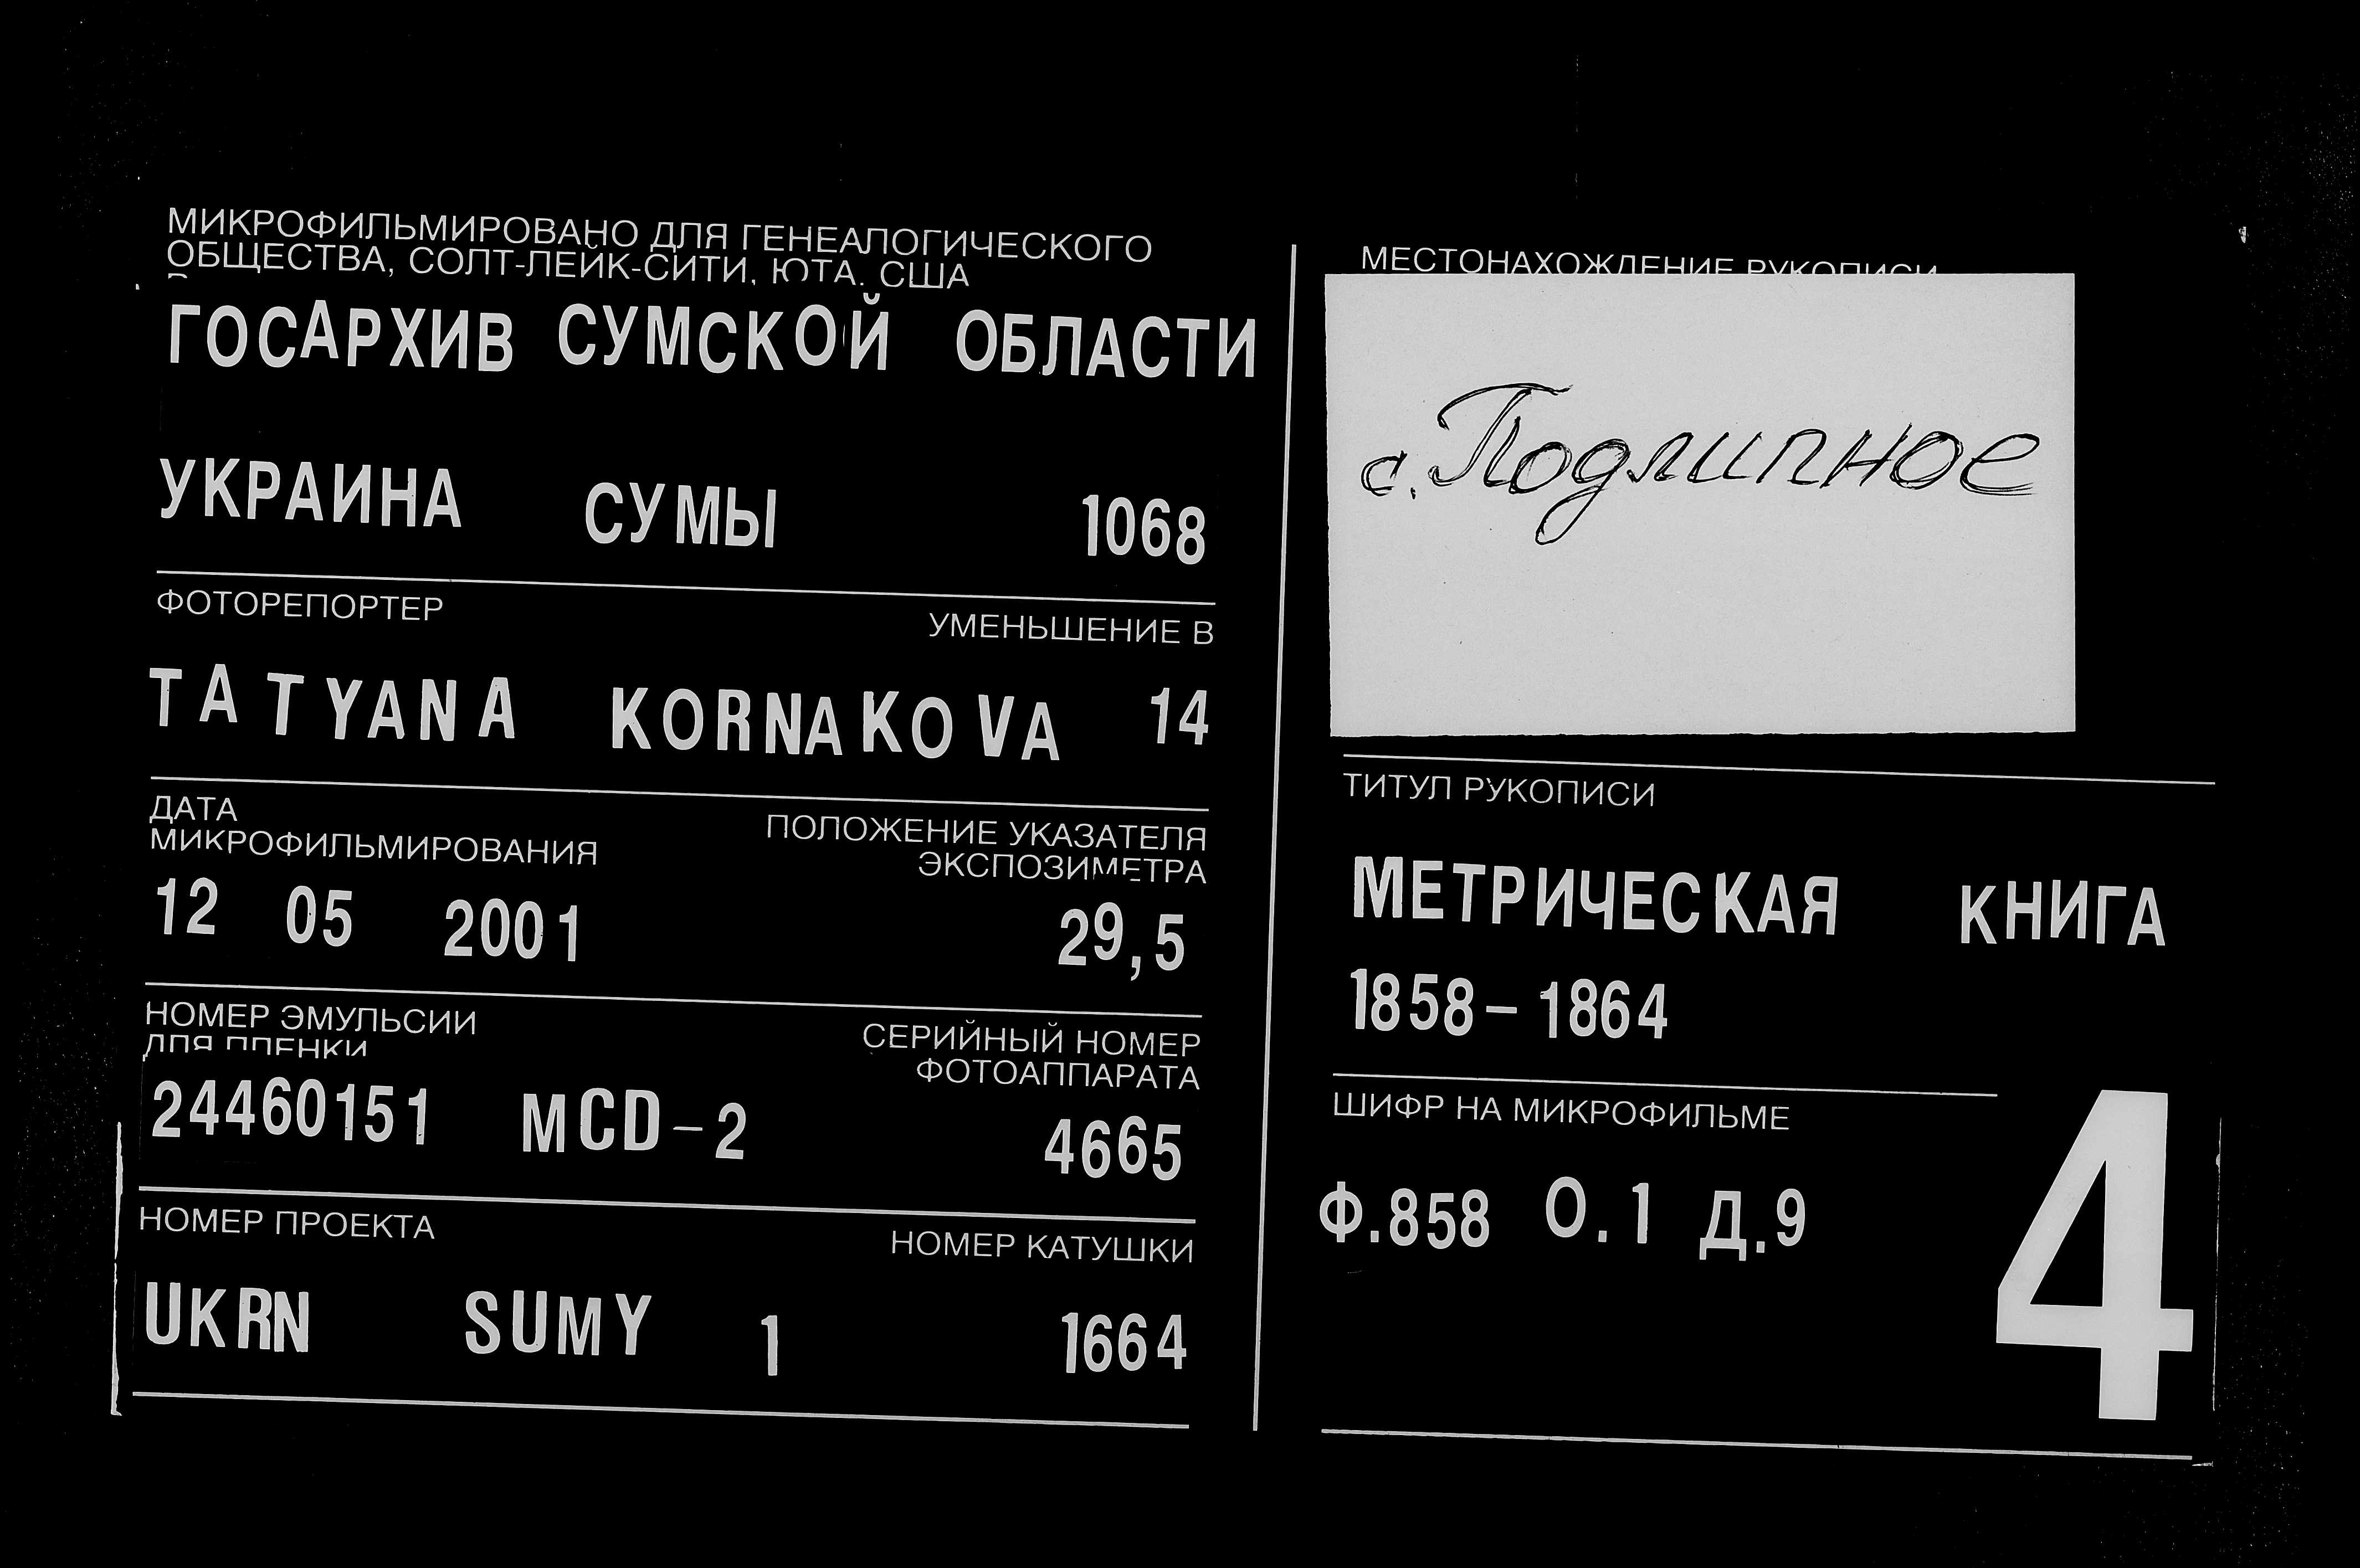 МИКРОФИЛЬМИРОВАНО ДЛЯ ГЕНЕАЛОГИЧЕСКОГО
ОБЩЕСТВА, СОЛТ-ЛЕЙК-СИТИ, ЮТА, США
ГОСАРХИВ СУМСКОЙ ОБЛАСТИ
УКРАИНА СУМЫ 1068
ФОТОРЕПОРТЕР УМЕНЬШЕНИЕ В
TATYANA KORNAKOVA 14
ДАТА
МИКРОФИЛЬМИРОВАНИЯ
ПОЛОЖЕНИЕ УКАЗАТЕЛЯ
ЭКСПОЗИМЕТРА
12 05 2001 29,5
НОМЕР ЭМУЛЬСИИ
ДЛЯ ПЛЕНКИ
СЕРИЙНЫЙ НОМЕР
ФОТОАППАРАТА
24460151 MCD-2 4665
НОМЕР ПРОЕКТА НОМЕР КАТУШКИ
UKRN SUMY 1 1664
МЕСТОНАХОЖДЕНИЕ РУКОПИСИ
с. Подлипное
ТИТУЛ РУКОПИСИ
МЕТРИЧЕСКАЯ КНИГА
1858-1864
ШИФР НА МИКРОФИЛЬМЕ
Ф.858 О.1 Д.9
4